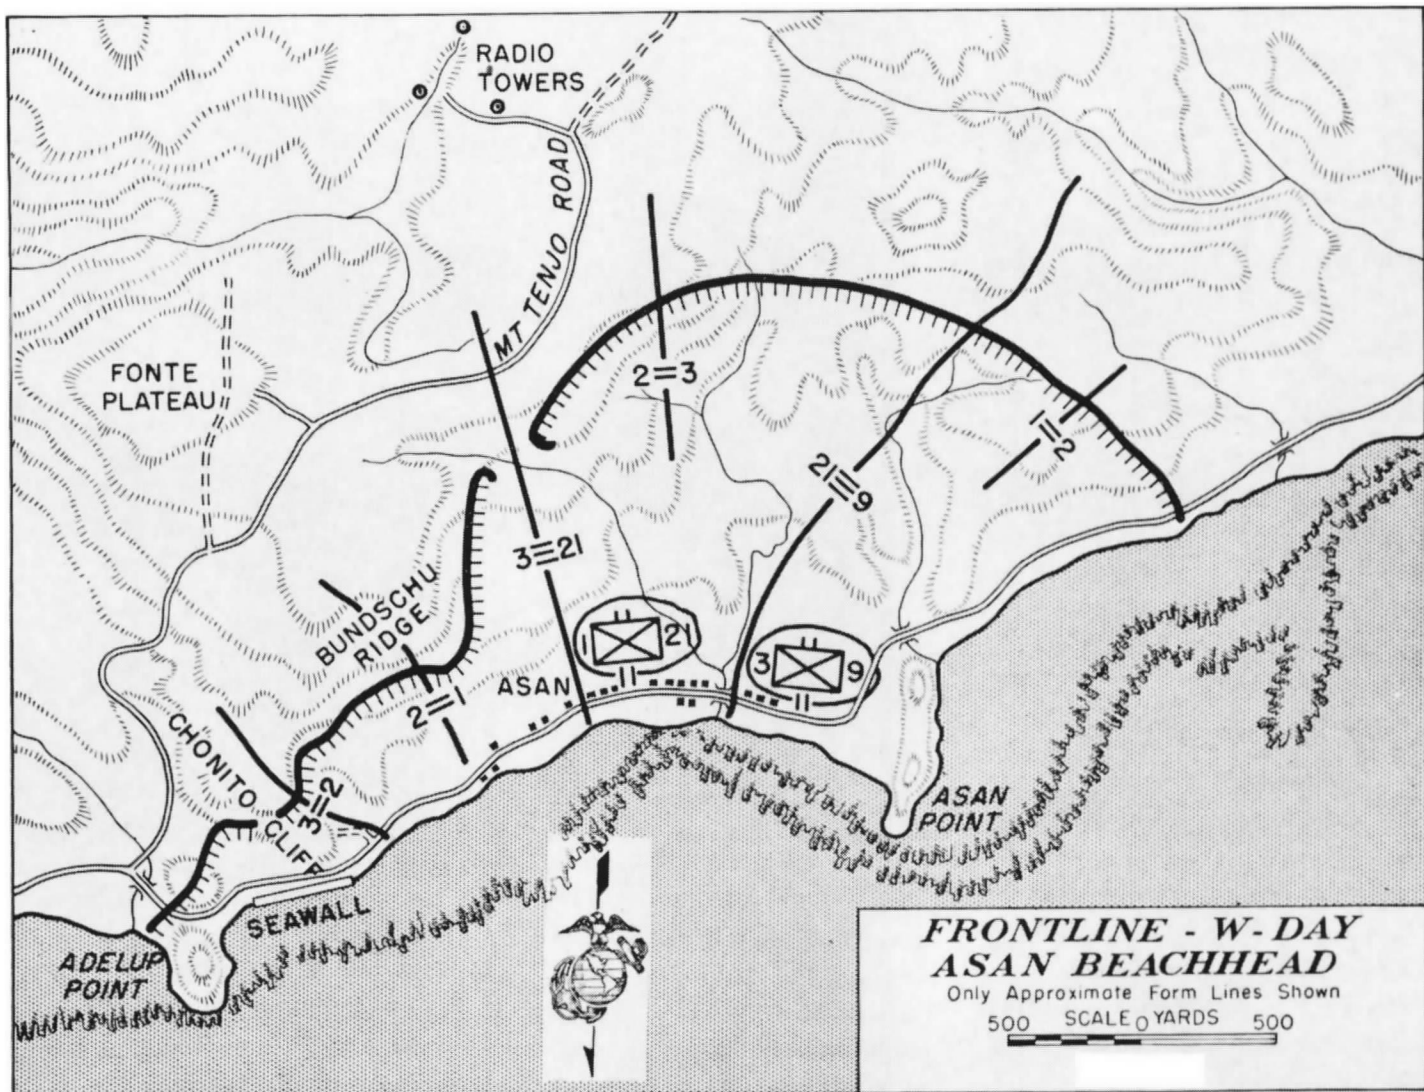 RADIO
TOWERS
MT TENJO ROAD
FONTE
PLATEAU
2=3
1=2
21≡9
3≡21
BUNDSCHU
RIDGE
1 21
3 9
ASAN
2=1
CHONITO
CLIFF
3=2
ASAN
POINT
SEAWALL
ADELUP
POINT
FRONTLINE - W-DAY
ASAN BEACHHEAD
Only Approximate Form Lines Shown
500 SCALE 0 YARDS 500